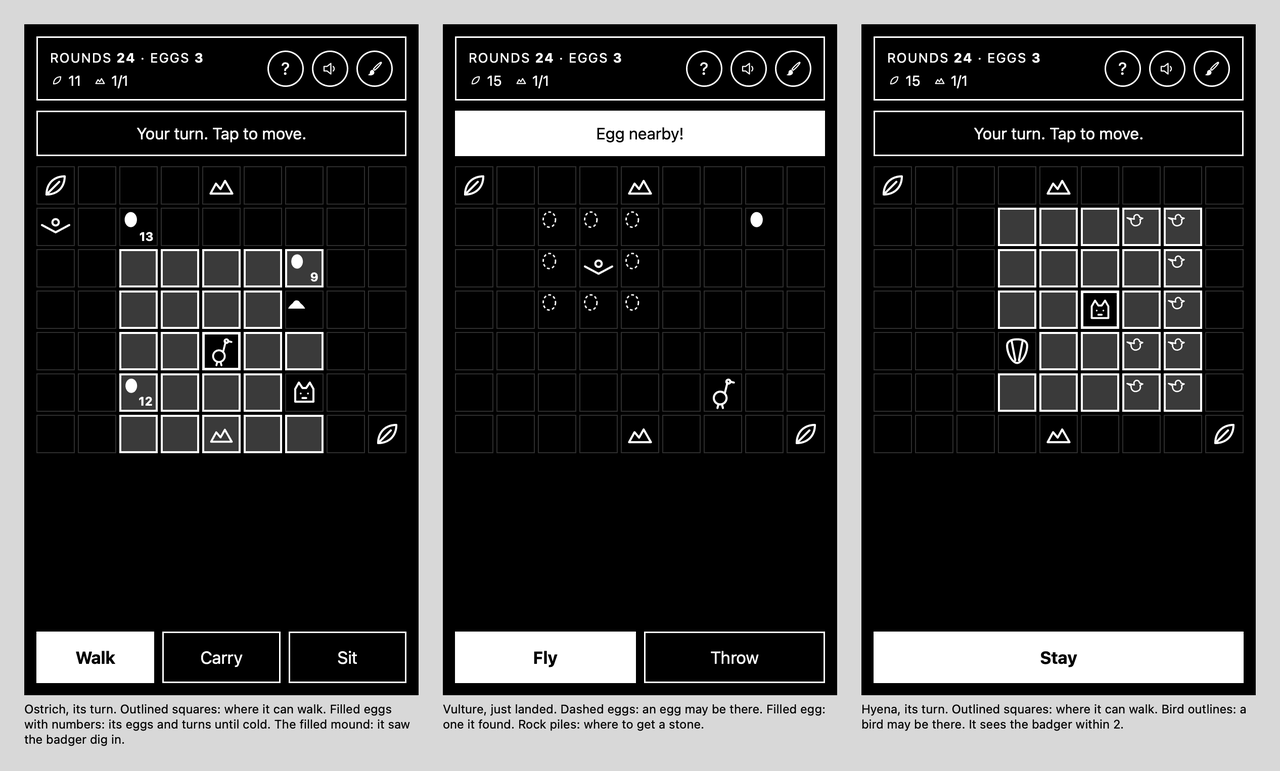 ROUNDS 24 · EGGS 3
11 1/1
?
Your turn. Tap to move.
13
9
12
Walk
Carry
Sit
Ostrich, its turn. Outlined squares: where it can walk. Filled eggs
with numbers: its eggs and turns until cold. The filled mound: it saw
the badger dig in.
ROUNDS 24 · EGGS 3
15 1/1
?
Egg nearby!
Fly
Throw
Vulture, just landed. Dashed eggs: an egg may be there. Filled egg:
one it found. Rock piles: where to get a stone.
ROUNDS 24 · EGGS 3
15 1/1
?
Your turn. Tap to move.
Stay
Hyena, its turn. Outlined squares: where it can walk. Bird outlines: a
bird may be there. It sees the badger within 2.